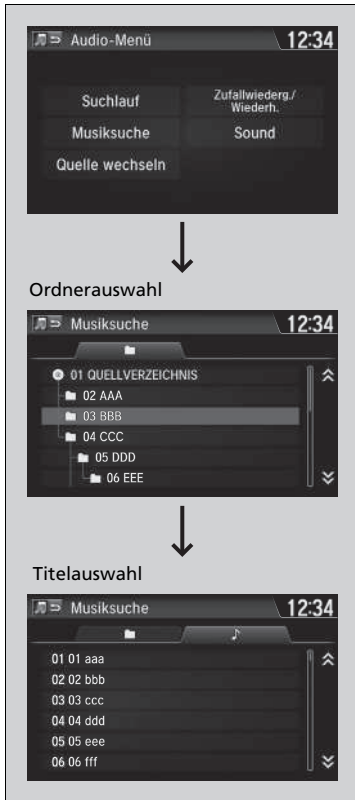 Audio-Menü 12:34
Suchlauf
Zufallwiederg./
Wiederh.
Musiksuche
Sound
Quelle wechseln
Ordnerauswahl
Musiksuche 12:34
01 QUELLVERZEICHNIS
02 AAA
03 BBB
04 CCC
05 DDD
06 EEE
Titelauswahl
Musiksuche 12:34
01 01 aaa
02 02 bbb
03 03 ccc
04 04 ddd
05 05 eee
06 06 fff